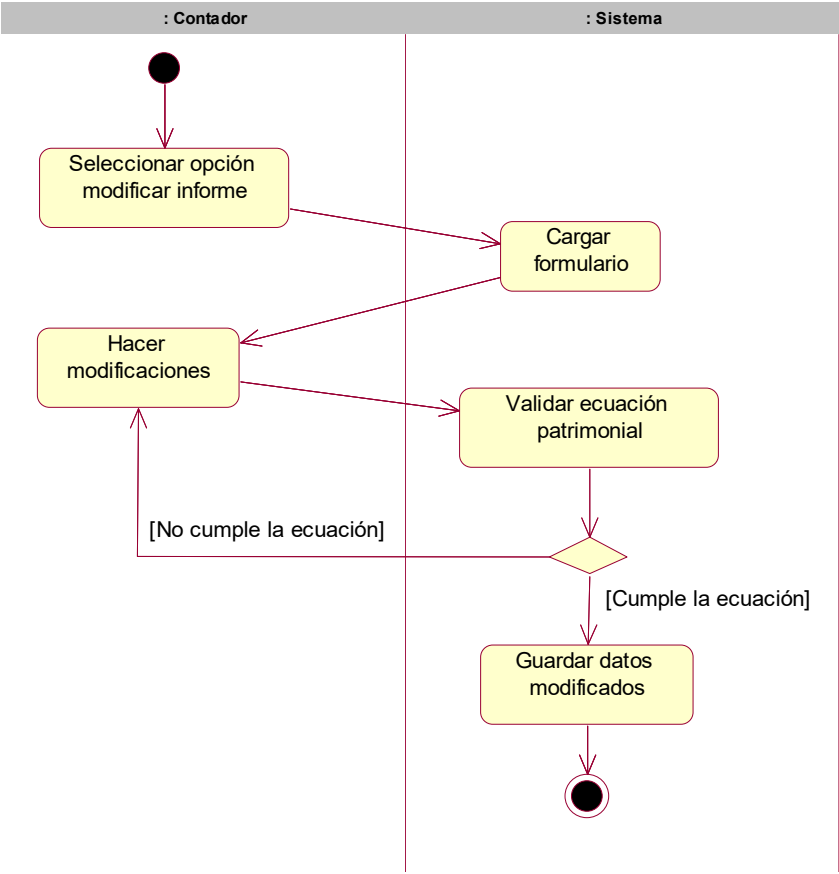 : Contador
: Sistema
Seleccionar opción
modificar informe
Cargar
formulario
Hacer
modificaciones
Validar ecuación
patrimonial
[No cumple la ecuación]
[Cumple la ecuación]
Guardar datos
modificados